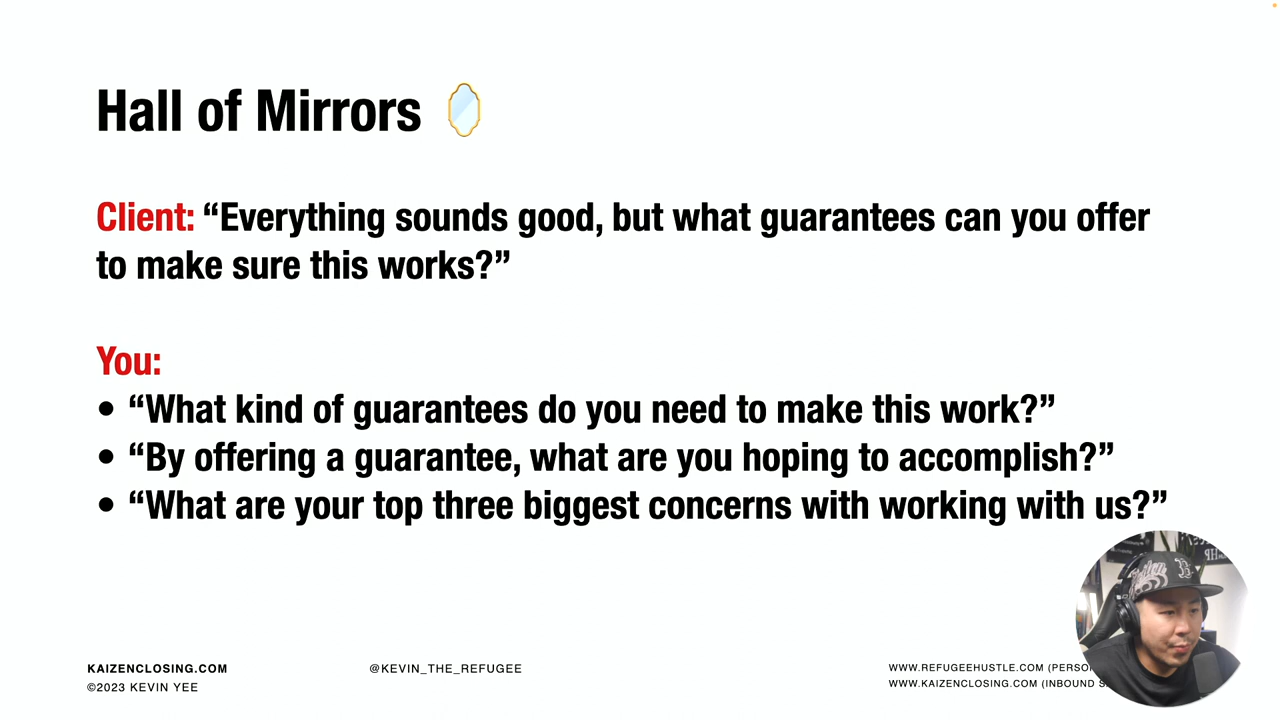 Hall of Mirrors
Client: “Everything sounds good, but what guarantees can you offer
to make sure this works?”
You:
• “What kind of guarantees do you need to make this work?”
• “By offering a guarantee, what are you hoping to accomplish?”
• “What are your top three biggest concerns with working with us?”
KAIZENCLOSING.COM
©2023 KEVIN YEE
@KEVIN_THE_REFUGEE
WWW.REFUGEEHUSTLE.COM
WWW.KAIZENCLOSING.COM (INBOUND